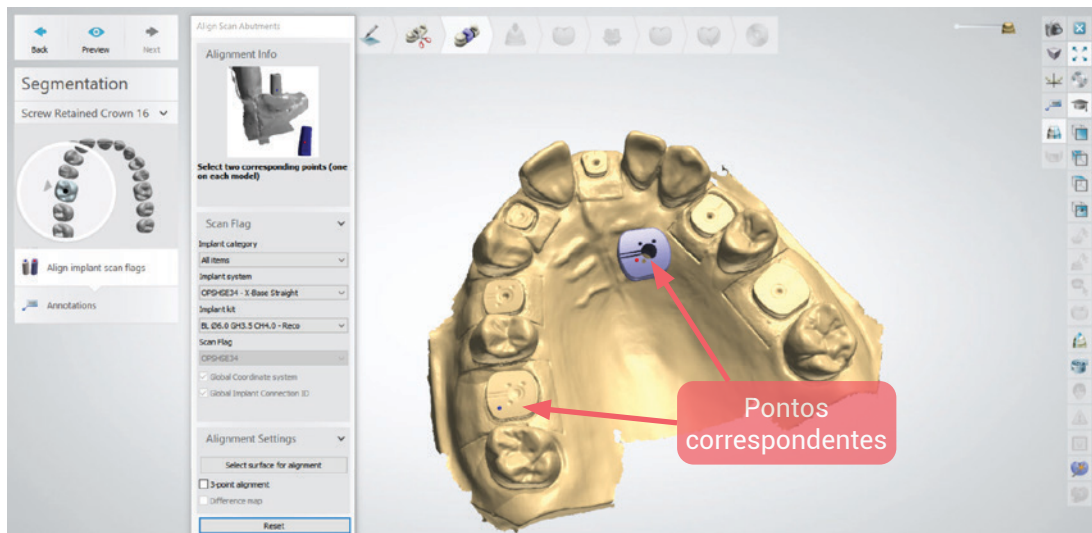 Back
Preview
Next
Segmentation
Screw Retained Crown 16
Align implant scan flags
Annotations
Align Scan Abutments
Alignment Info
Select two corresponding points (one
on each model)
Scan Flag
Implant category
All items
Implant system
OPSHSE34 - X-Base Straight
Implant kit
BL Ø6.0 GH3.5 CH4.0 - Reco
Scan Flag
OPSHSE34
Global Coordinate system
Global Implant Connection ID
Alignment Settings
Select surface for alignment
3-point alignment
Difference map
Reset
Pontos
correspondentes